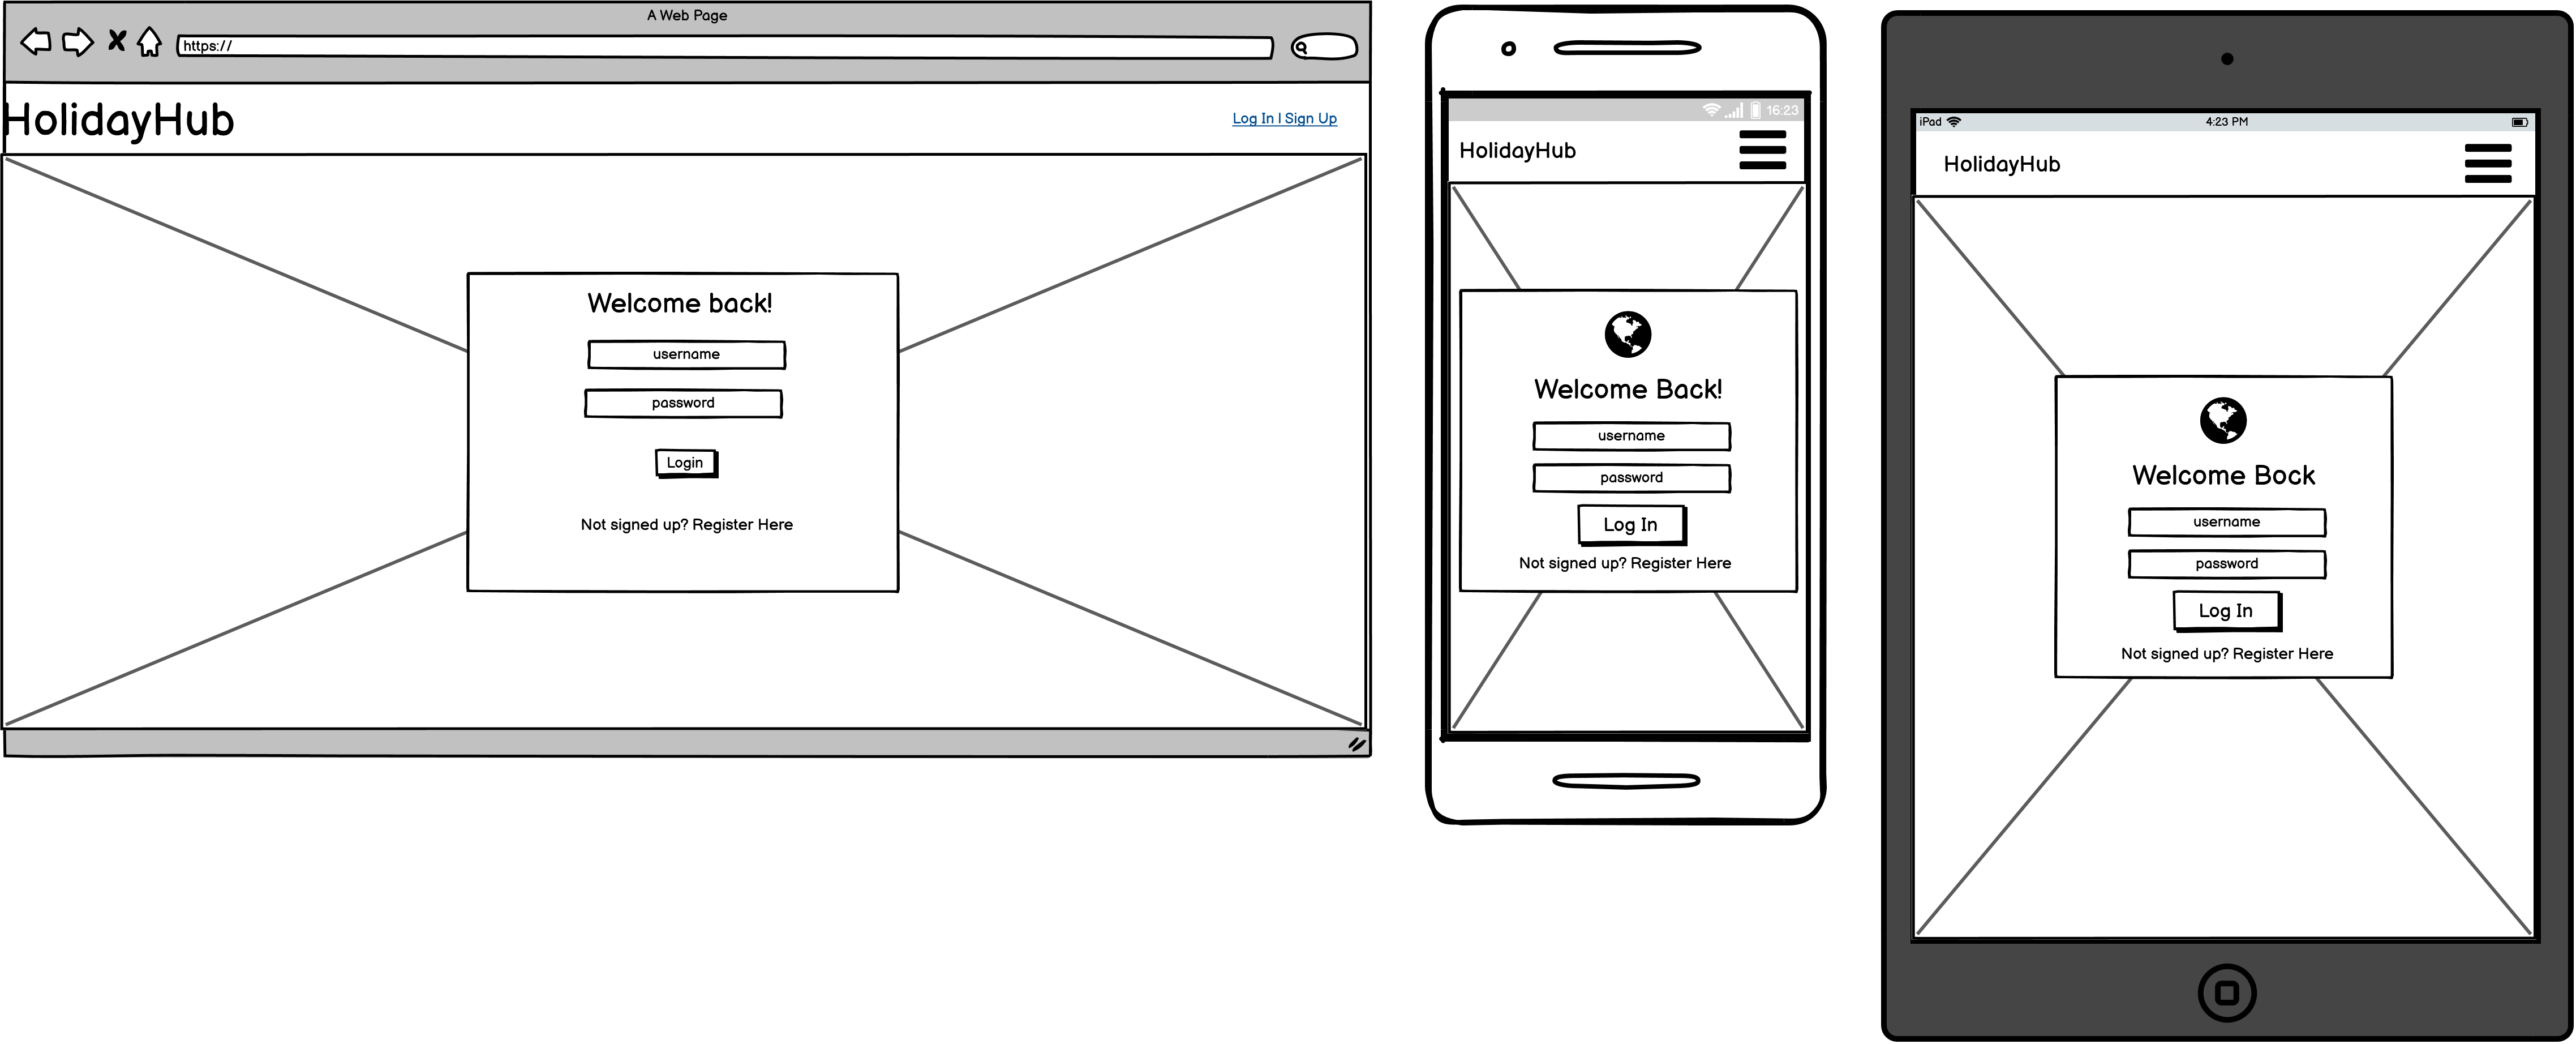 A Web Page
https://
HolidayHub
Log In | Sign Up
Welcome back!
username
password
Login
Not signed up? Register Here
16:23
HolidayHub
Welcome Back!
username
password
Log In
Not signed up? Register Here
iPad
4:23 PM
HolidayHub
Welcome Bock
username
password
Log In
Not signed up? Register Here